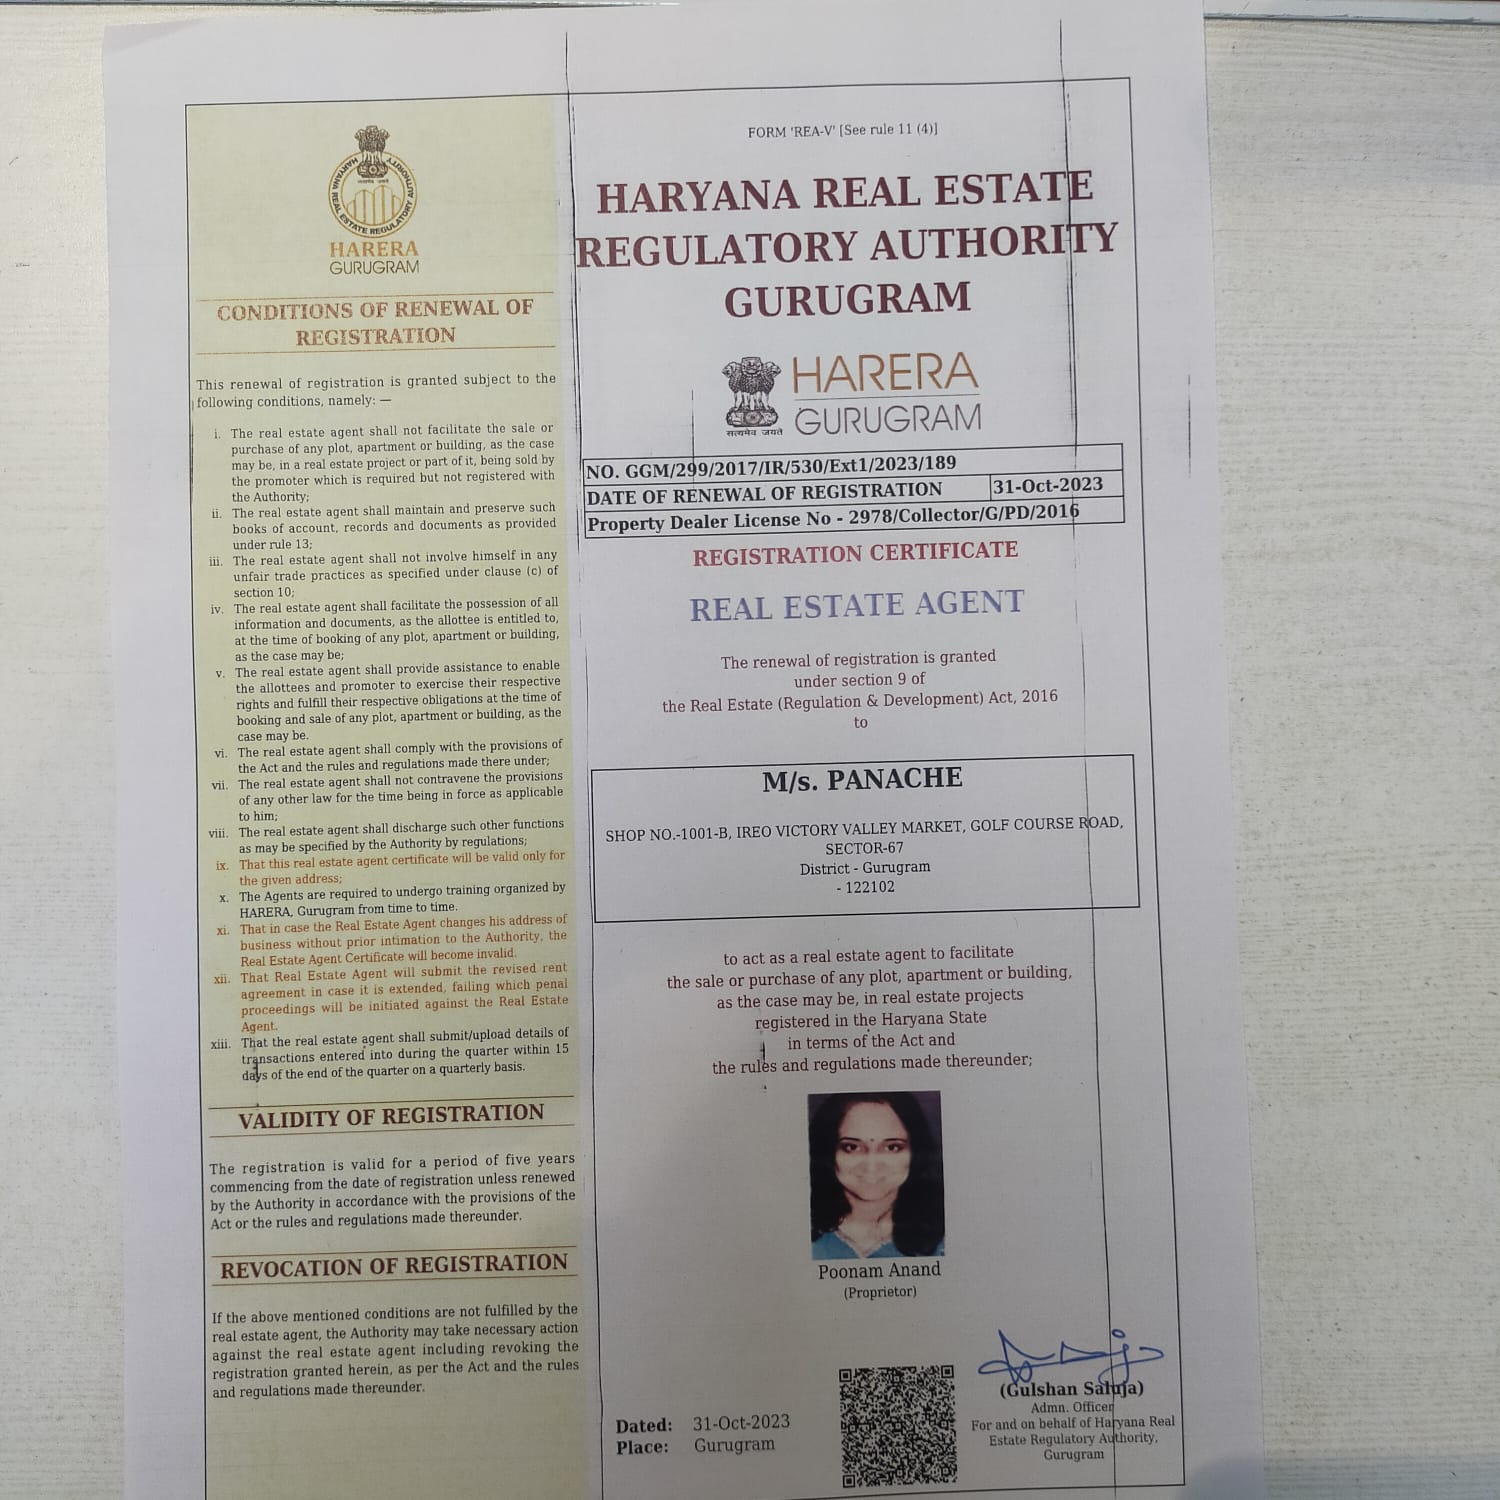 HARYANA REAL ESTATE REGULATORY AUTHORITY
HARERA
GURUGRAM
CONDITIONS OF RENEWAL OF
REGISTRATION
This renewal of registration is granted subject to the
following conditions, namely: —
i. The real estate agent shall not facilitate the sale or
purchase of any plot, apartment or building, as the case
may be, in a real estate project or part of it, being sold by
the promoter which is required but not registered with
the Authority;
ii. The real estate agent shall maintain and preserve such
books of account, records and documents as provided
under rule 13;
iii. The real estate agent shall not involve himself in any
unfair trade practices as specified under clause (c) of
section 10;
iv. The real estate agent shall facilitate the possession of all
information and documents, as the allottee is entitled to,
at the time of booking of any plot, apartment or building,
as the case may be;
v. The real estate agent shall provide assistance to enable
the allottees and promoter to exercise their respective
rights and fulfill their respective obligations at the time of
booking and sale of any plot, apartment or building, as the
case may be.
vi. The real estate agent shall comply with the provisions of
the Act and the rules and regulations made there under;
vii. The real estate agent shall not contravene the provisions
of any other law for the time being in force as applicable
to him;
viii. The real estate agent shall discharge such other functions
as may be specified by the Authority by regulations;
ix. That this real estate agent certificate will be valid only for
the given address;
x. The Agents are required to undergo training organized by
HARERA, Gurugram from time to time.
xi. That in case the Real Estate Agent changes his address of
business without prior intimation to the Authority, the
Real Estate Agent Certificate will become invalid.
xii. That Real Estate Agent will submit the revised rent
agreement in case it is extended, failing which penal
proceedings will be initiated against the Real Estate
Agent.
xiii. That the real estate agent shall submit/upload details of
transactions entered into during the quarter within 15
days of the end of the quarter on a quarterly basis.
VALIDITY OF REGISTRATION
The registration is valid for a period of five years
commencing from the date of registration unless renewed
by the Authority in accordance with the provisions of the
Act or the rules and regulations made thereunder.
REVOCATION OF REGISTRATION
If the above mentioned conditions are not fulfilled by the
real estate agent, the Authority may take necessary action
against the real estate agent including revoking the
registration granted herein, as per the Act and the rules
and regulations made thereunder.
FORM 'REA-V' [See rule 11 (4)]
HARYANA REAL ESTATE
REGULATORY AUTHORITY
GURUGRAM
HARERA
GURUGRAM
सत्यमेव जयते
NO. GGM/299/2017/IR/530/Ext1/2023/189
DATE OF RENEWAL OF REGISTRATION 31-Oct-2023
Property Dealer License No - 2978/Collector/G/PD/2016
REGISTRATION CERTIFICATE
REAL ESTATE AGENT
The renewal of registration is granted
under section 9 of
the Real Estate (Regulation & Development) Act, 2016
to
M/s. PANACHE
SHOP NO.-1001-B, IREO VICTORY VALLEY MARKET, GOLF COURSE ROAD,
SECTOR-67
District - Gurugram
- 122102
to act as a real estate agent to facilitate
the sale or purchase of any plot, apartment or building,
as the case may be, in real estate projects
registered in the Haryana State
in terms of the Act and
the rules and regulations made thereunder;
Poonam Anand
(Proprietor)
(Gulshan Saluja)
Admn. Officer
For and on behalf of Haryana Real
Estate Regulatory Authority,
Gurugram
Dated: 31-Oct-2023
Place: Gurugram